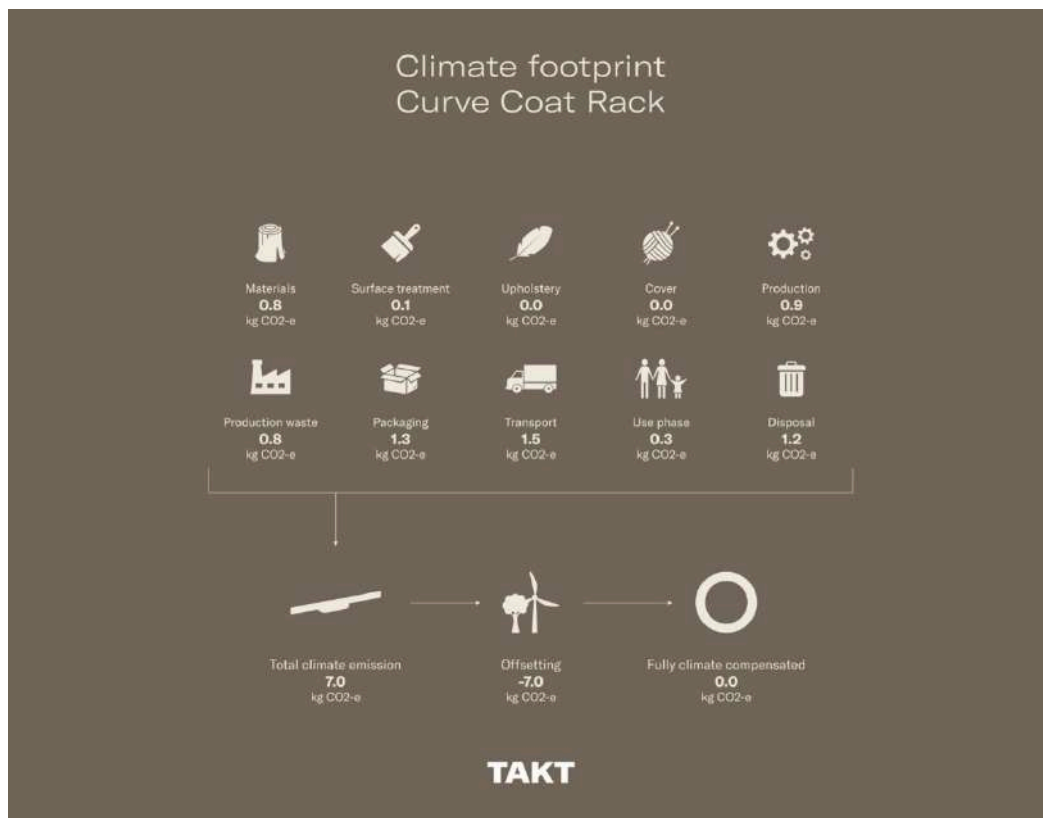 Climate footprint
Curve Coat Rack
Materials
0.8
kg CO2-e
Surface treatment
0.1
kg CO2-e
Upholstery
0.0
kg CO2-e
Cover
0.0
kg CO2-e
Production
0.9
kg CO2-e
Production waste
0.8
kg CO2-e
Packaging
1.3
kg CO2-e
Transport
1.5
kg CO2-e
Use phase
0.3
kg CO2-e
Disposal
1.2
kg CO2-e
Total climate emission
7.0
kg CO2-e
Offsetting
-7.0
kg CO2-e
Fully climate compensated
0.0
kg CO2-e
TAKT